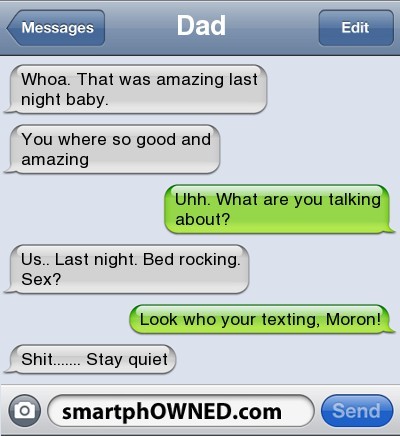 Messages
Dad
Edit
Whoa. That was amazing last
night baby.
You where so good and
amazing
Uhh. What are you talking
about?
Us.. Last night. Bed rocking.
Sex?
Look who your texting, Moron!
Shit....... Stay quiet
smartphOWNED.com
Send